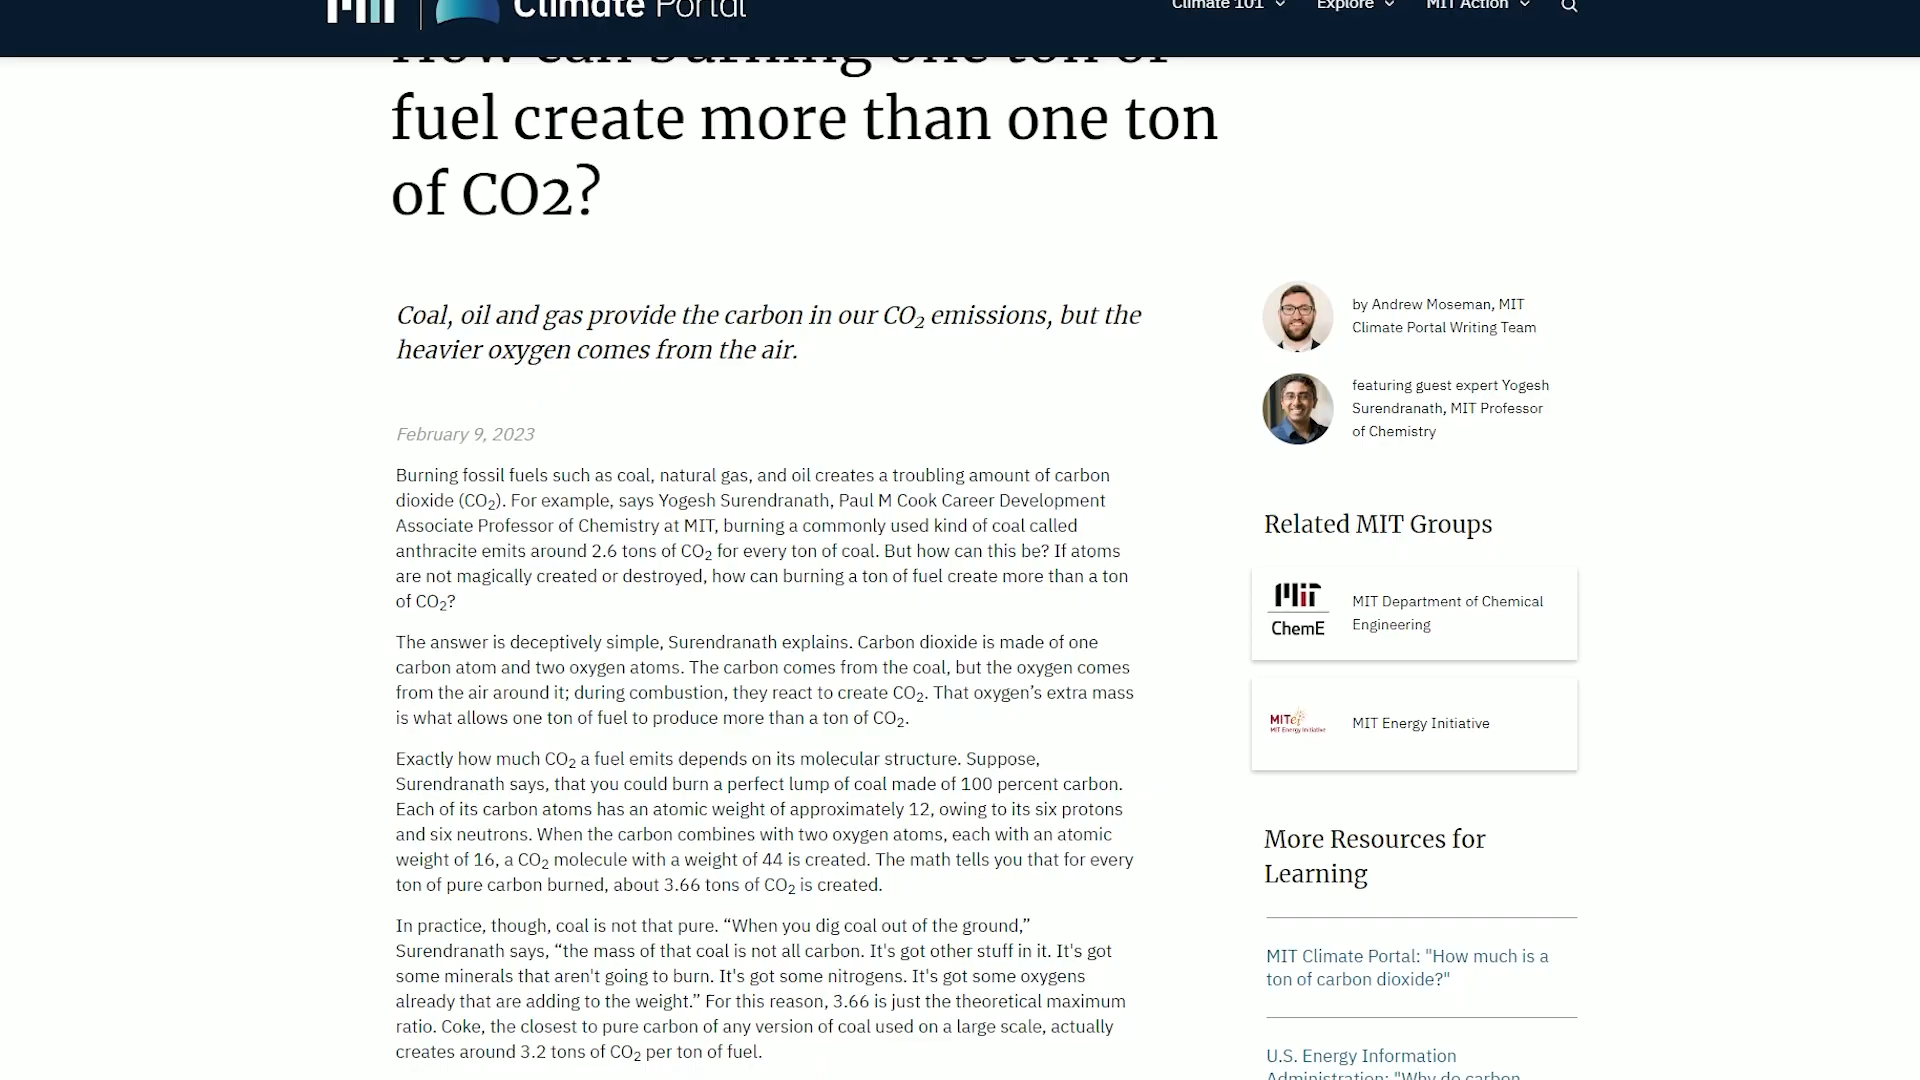 MIT
Climate Portal
Climate 101
Explore
MIT Action
How can burning one ton of
fuel create more than one ton
of CO2?
Coal, oil and gas provide the carbon in our CO₂ emissions, but the
heavier oxygen comes from the air.
by Andrew Moseman, MIT
Climate Portal Writing Team
featuring guest expert Yogesh
Surendranath, MIT Professor
of Chemistry
February 9, 2023
Burning fossil fuels such as coal, natural gas, and oil creates a troubling amount of carbon
dioxide (CO₂). For example, says Yogesh Surendranath, Paul M Cook Career Development
Associate Professor of Chemistry at MIT, burning a commonly used kind of coal called
anthracite emits around 2.6 tons of CO₂ for every ton of coal. But how can this be? If atoms
are not magically created or destroyed, how can burning a ton of fuel create more than a ton
of CO₂?
The answer is deceptively simple, Surendranath explains. Carbon dioxide is made of one
carbon atom and two oxygen atoms. The carbon comes from the coal, but the oxygen comes
from the air around it; during combustion, they react to create CO₂. That oxygen’s extra mass
is what allows one ton of fuel to produce more than a ton of CO₂.
Exactly how much CO₂ a fuel emits depends on its molecular structure. Suppose,
Surendranath says, that you could burn a perfect lump of coal made of 100 percent carbon.
Each of its carbon atoms has an atomic weight of approximately 12, owing to its six protons
and six neutrons. When the carbon combines with two oxygen atoms, each with an atomic
weight of 16, a CO₂ molecule with a weight of 44 is created. The math tells you that for every
ton of pure carbon burned, about 3.66 tons of CO₂ is created.
In practice, though, coal is not that pure. “When you dig coal out of the ground,”
Surendranath says, “the mass of that coal is not all carbon. It's got other stuff in it. It's got
some minerals that aren't going to burn. It's got some nitrogens. It's got some oxygens
already that are adding to the weight.” For this reason, 3.66 is just the theoretical maximum
ratio. Coke, the closest to pure carbon of any version of coal used on a large scale, actually
creates around 3.2 tons of CO₂ per ton of fuel.
Related MIT Groups
MIT
ChemE
MIT Department of Chemical
Engineering
MITei
MIT Energy Initiative
MIT Energy Initiative
More Resources for
Learning
MIT Climate Portal: "How much is a
ton of carbon dioxide?"
U.S. Energy Information
Administration: "Why do carbon